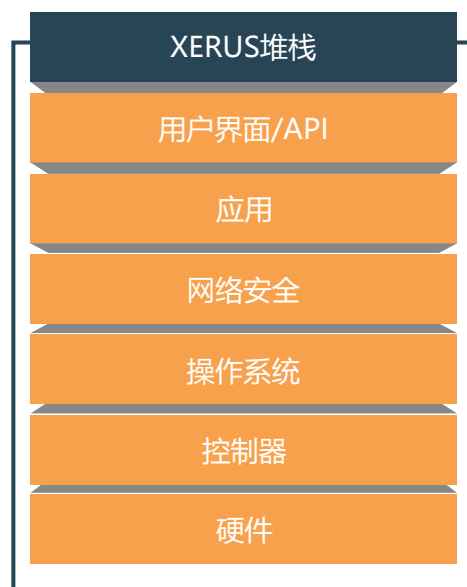 XERUS堆栈
用户界面/API
应用
网络安全
操作系统
控制器
硬件